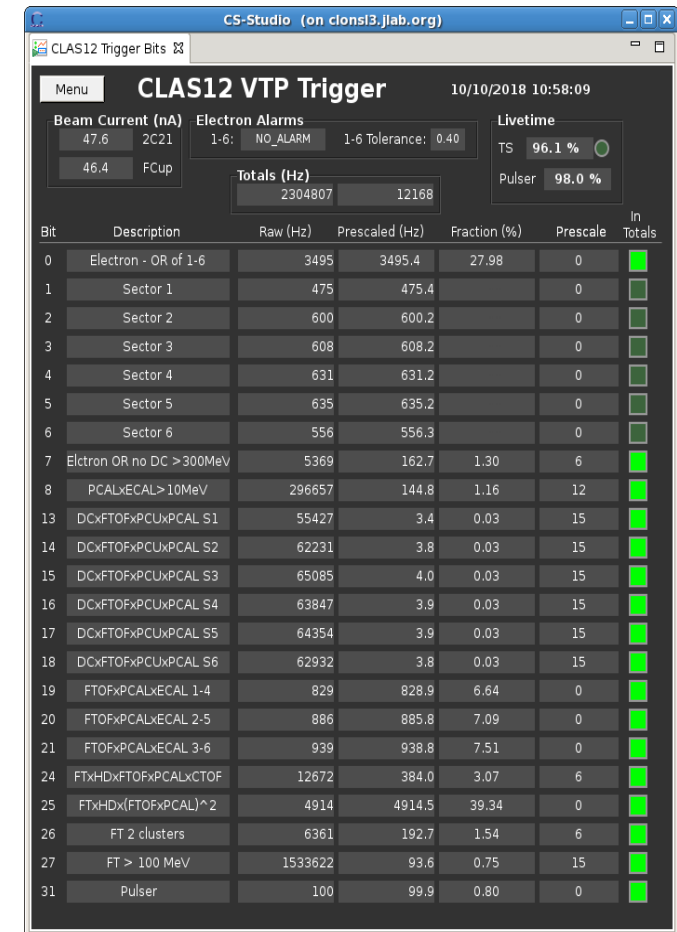 CS-Studio (on clonsl3.jlab.org)
CLAS12 Trigger Bits
Menu CLAS12 VTP Trigger 10/10/2018 10:58:09
Beam Current (nA) Electron Alarms Livetime
47.6 2C21 1-6: NO_ALARM 1-6 Tolerance: 0.40 TS 96.1 %
46.4 FCup Totals (Hz) Pulser 98.0 %
2304807 12168
Bit Description Raw (Hz) Prescaled (Hz) Fraction (%) Prescale In Totals
0 Electron - OR of 1-6 3495 3495.4 27.98 0
1 Sector 1 475 475.4 0
2 Sector 2 600 600.2 0
3 Sector 3 608 608.2 0
4 Sector 4 631 631.2 0
5 Sector 5 635 635.2 0
6 Sector 6 556 556.3 0
7 Elctron OR no DC >300MeV 5369 162.7 1.30 6
8 PCALxECAL>10MeV 296657 144.8 1.16 12
13 DCxFTOFxPCUxPCAL S1 55427 3.4 0.03 15
14 DCxFTOFxPCUxPCAL S2 62231 3.8 0.03 15
15 DCxFTOFxPCUxPCAL S3 65085 4.0 0.03 15
16 DCxFTOFxPCUxPCAL S4 63847 3.9 0.03 15
17 DCxFTOFxPCUxPCAL S5 64354 3.9 0.03 15
18 DCxFTOFxPCUxPCAL S6 62932 3.8 0.03 15
19 FTOFxPCALxECAL 1-4 829 828.9 6.64 0
20 FTOFxPCALxECAL 2-5 886 885.8 7.09 0
21 FTOFxPCALxECAL 3-6 939 938.8 7.51 0
24 FTxHDxFTOFxPCALxCTOF 12672 384.0 3.07 6
25 FTxHDx(FTOFxPCAL)^2 4914 4914.5 39.34 0
26 FT 2 clusters 6361 192.7 1.54 6
27 FT > 100 MeV 1533622 93.6 0.75 15
31 Pulser 100 99.9 0.80 0